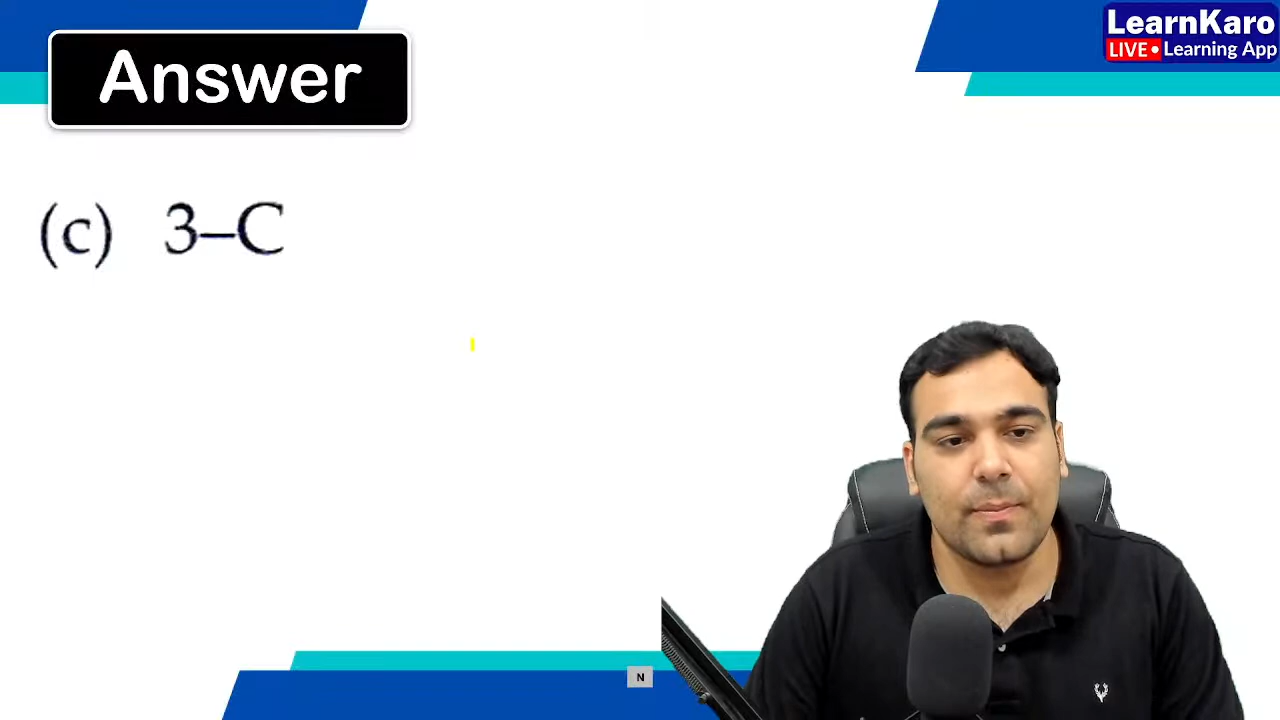 Answer
LearnKaro
LIVE • Learning App
(c) 3–C
N